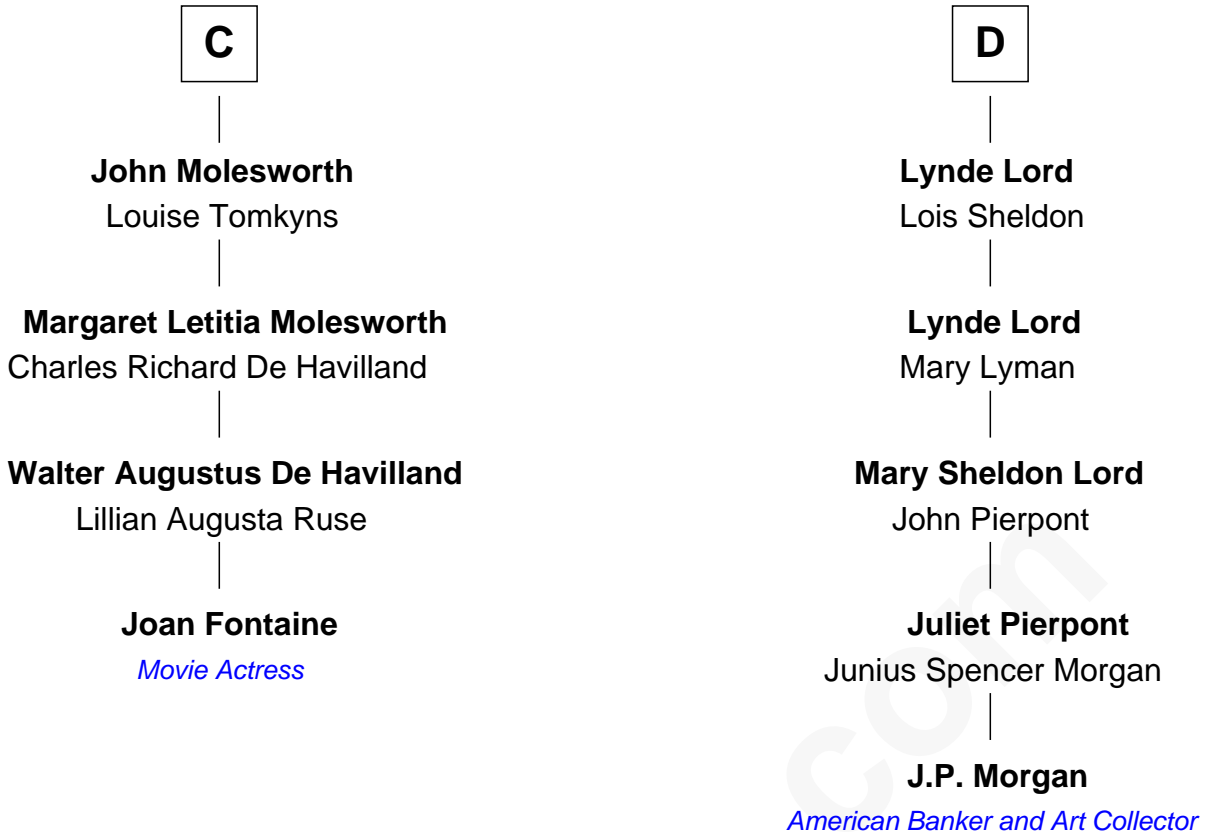 C
John Molesworth
Louise Tomkyns
Margaret Letitia Molesworth
Charles Richard De Havilland
Walter Augustus De Havilland
Lillian Augusta Ruse
Joan Fontaine
Movie Actress
D
Lynde Lord
Lois Sheldon
Lynde Lord
Mary Lyman
Mary Sheldon Lord
John Pierpont
Juliet Pierpont
Junius Spencer Morgan
J.P. Morgan
American Banker and Art Collector
com